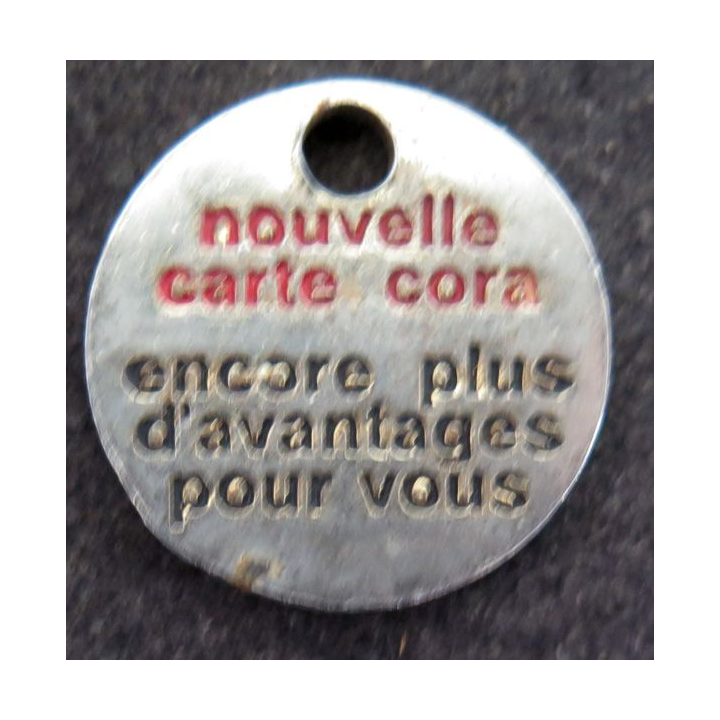 nouvelle
carte cora
encore plus
d'avantages
pour vous